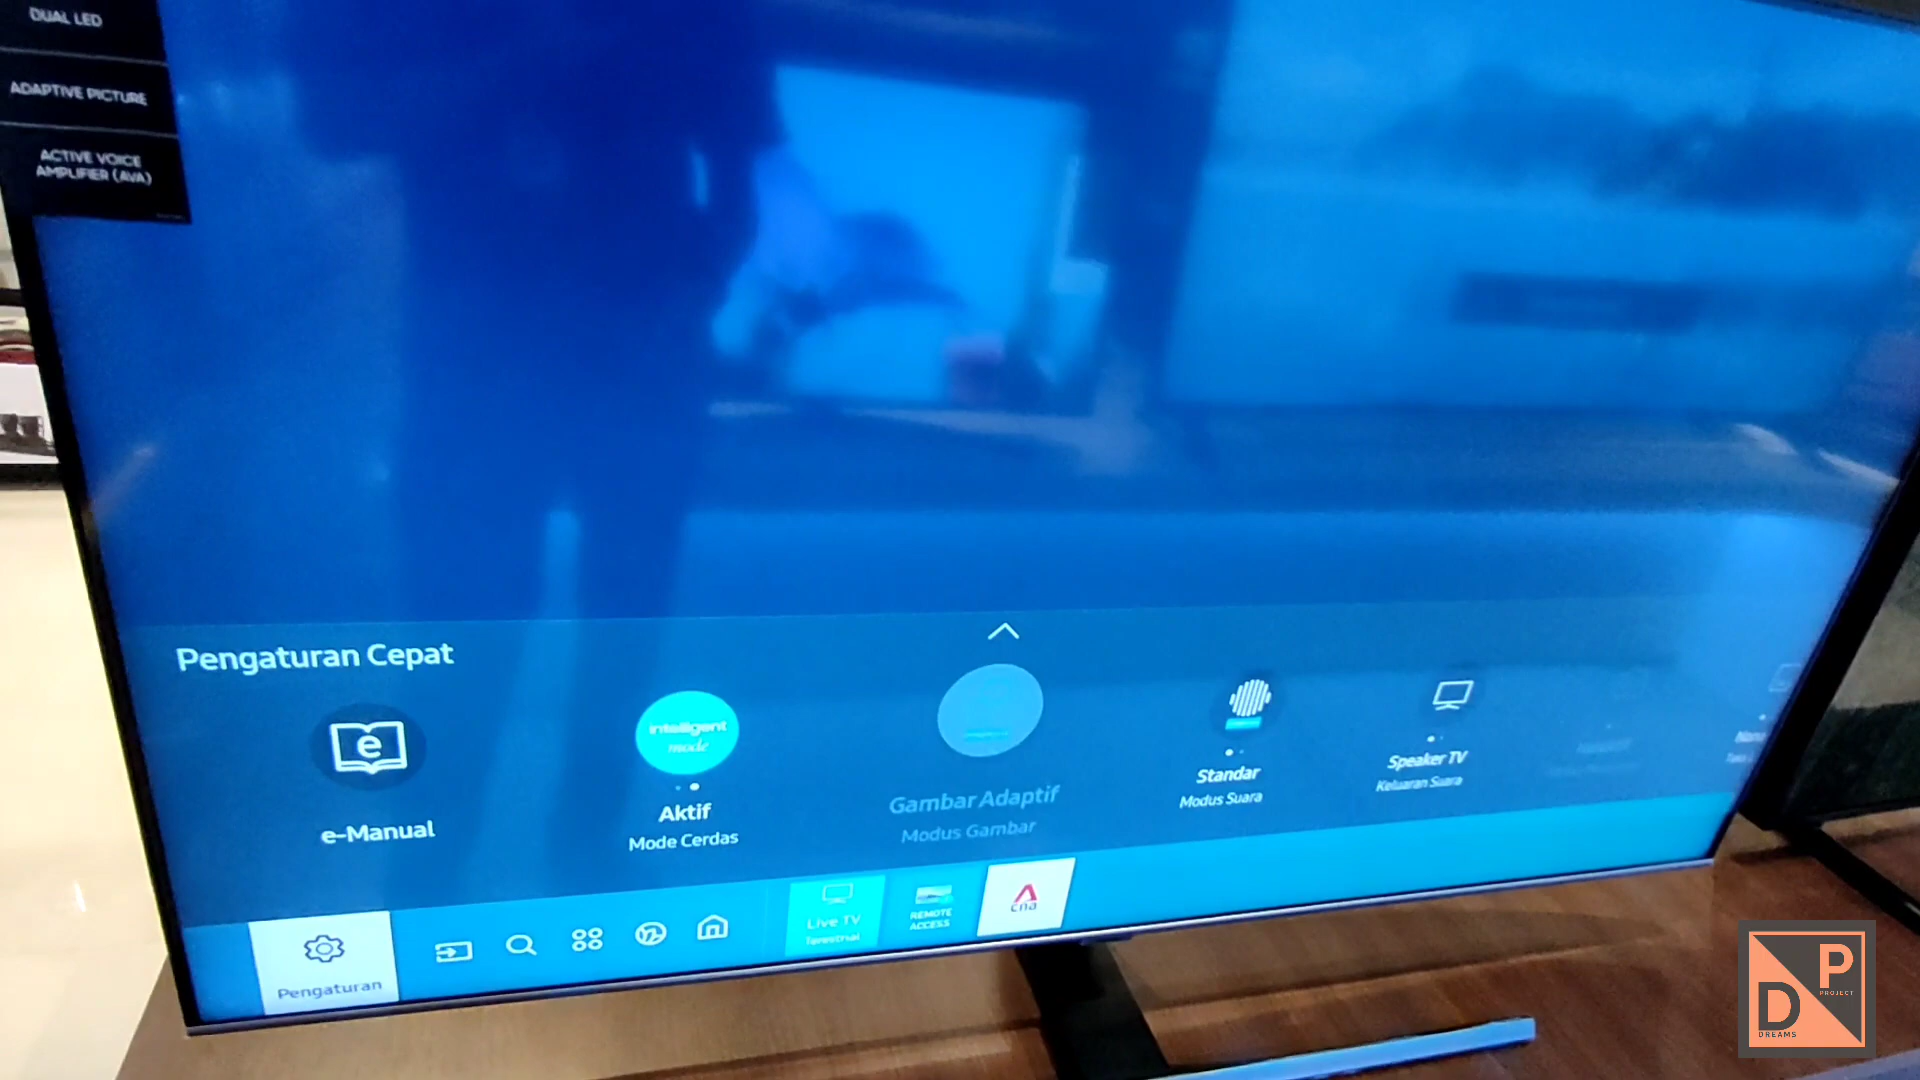 DUAL LED
ADAPTIVE PICTURE
ACTIVE VOICE
AMPLIFIER (AVA)
Pengaturan Cepat
e
e-Manual
intelligent
mode
Aktif
Mode Cerdas
Gambar Adaptif
Modus Gambar
Standar
Modus Suara
Speaker TV
Keluaran Suara
Pengaturan
Live TV
Terestrial
REMOTE
ACCESS
cna
D P
PROJECT
DREAMS